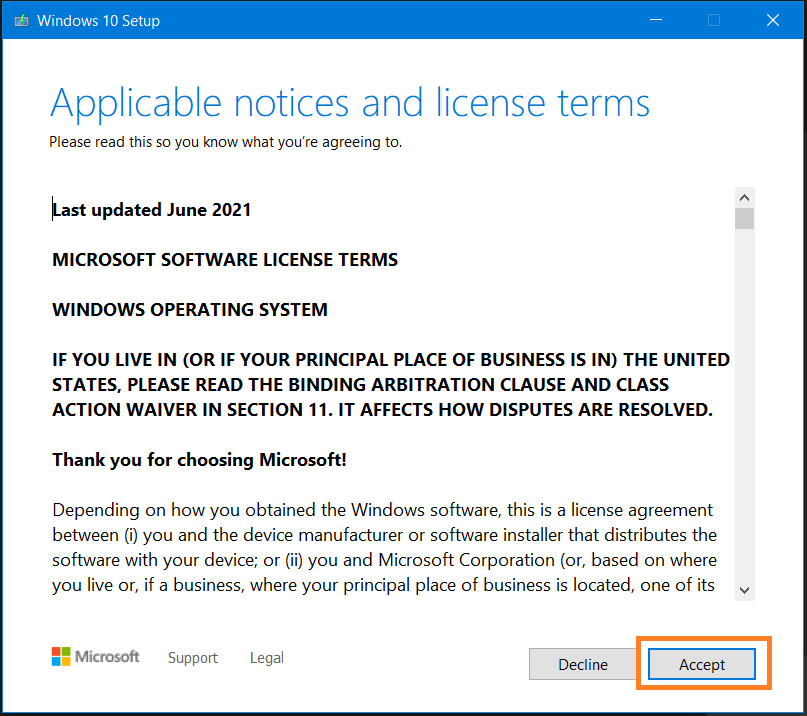 Windows 10 Setup
Applicable notices and license terms
Please read this so you know what you're agreeing to.
Last updated June 2021
MICROSOFT SOFTWARE LICENSE TERMS
WINDOWS OPERATING SYSTEM
IF YOU LIVE IN (OR IF YOUR PRINCIPAL PLACE OF BUSINESS IS IN) THE UNITED
STATES, PLEASE READ THE BINDING ARBITRATION CLAUSE AND CLASS
ACTION WAIVER IN SECTION 11. IT AFFECTS HOW DISPUTES ARE RESOLVED.
Thank you for choosing Microsoft!
Depending on how you obtained the Windows software, this is a license agreement
between (i) you and the device manufacturer or software installer that distributes the
software with your device; or (ii) you and Microsoft Corporation (or, based on where
you live or, if a business, where your principal place of business is located, one of its
Microsoft Support Legal Decline Accept